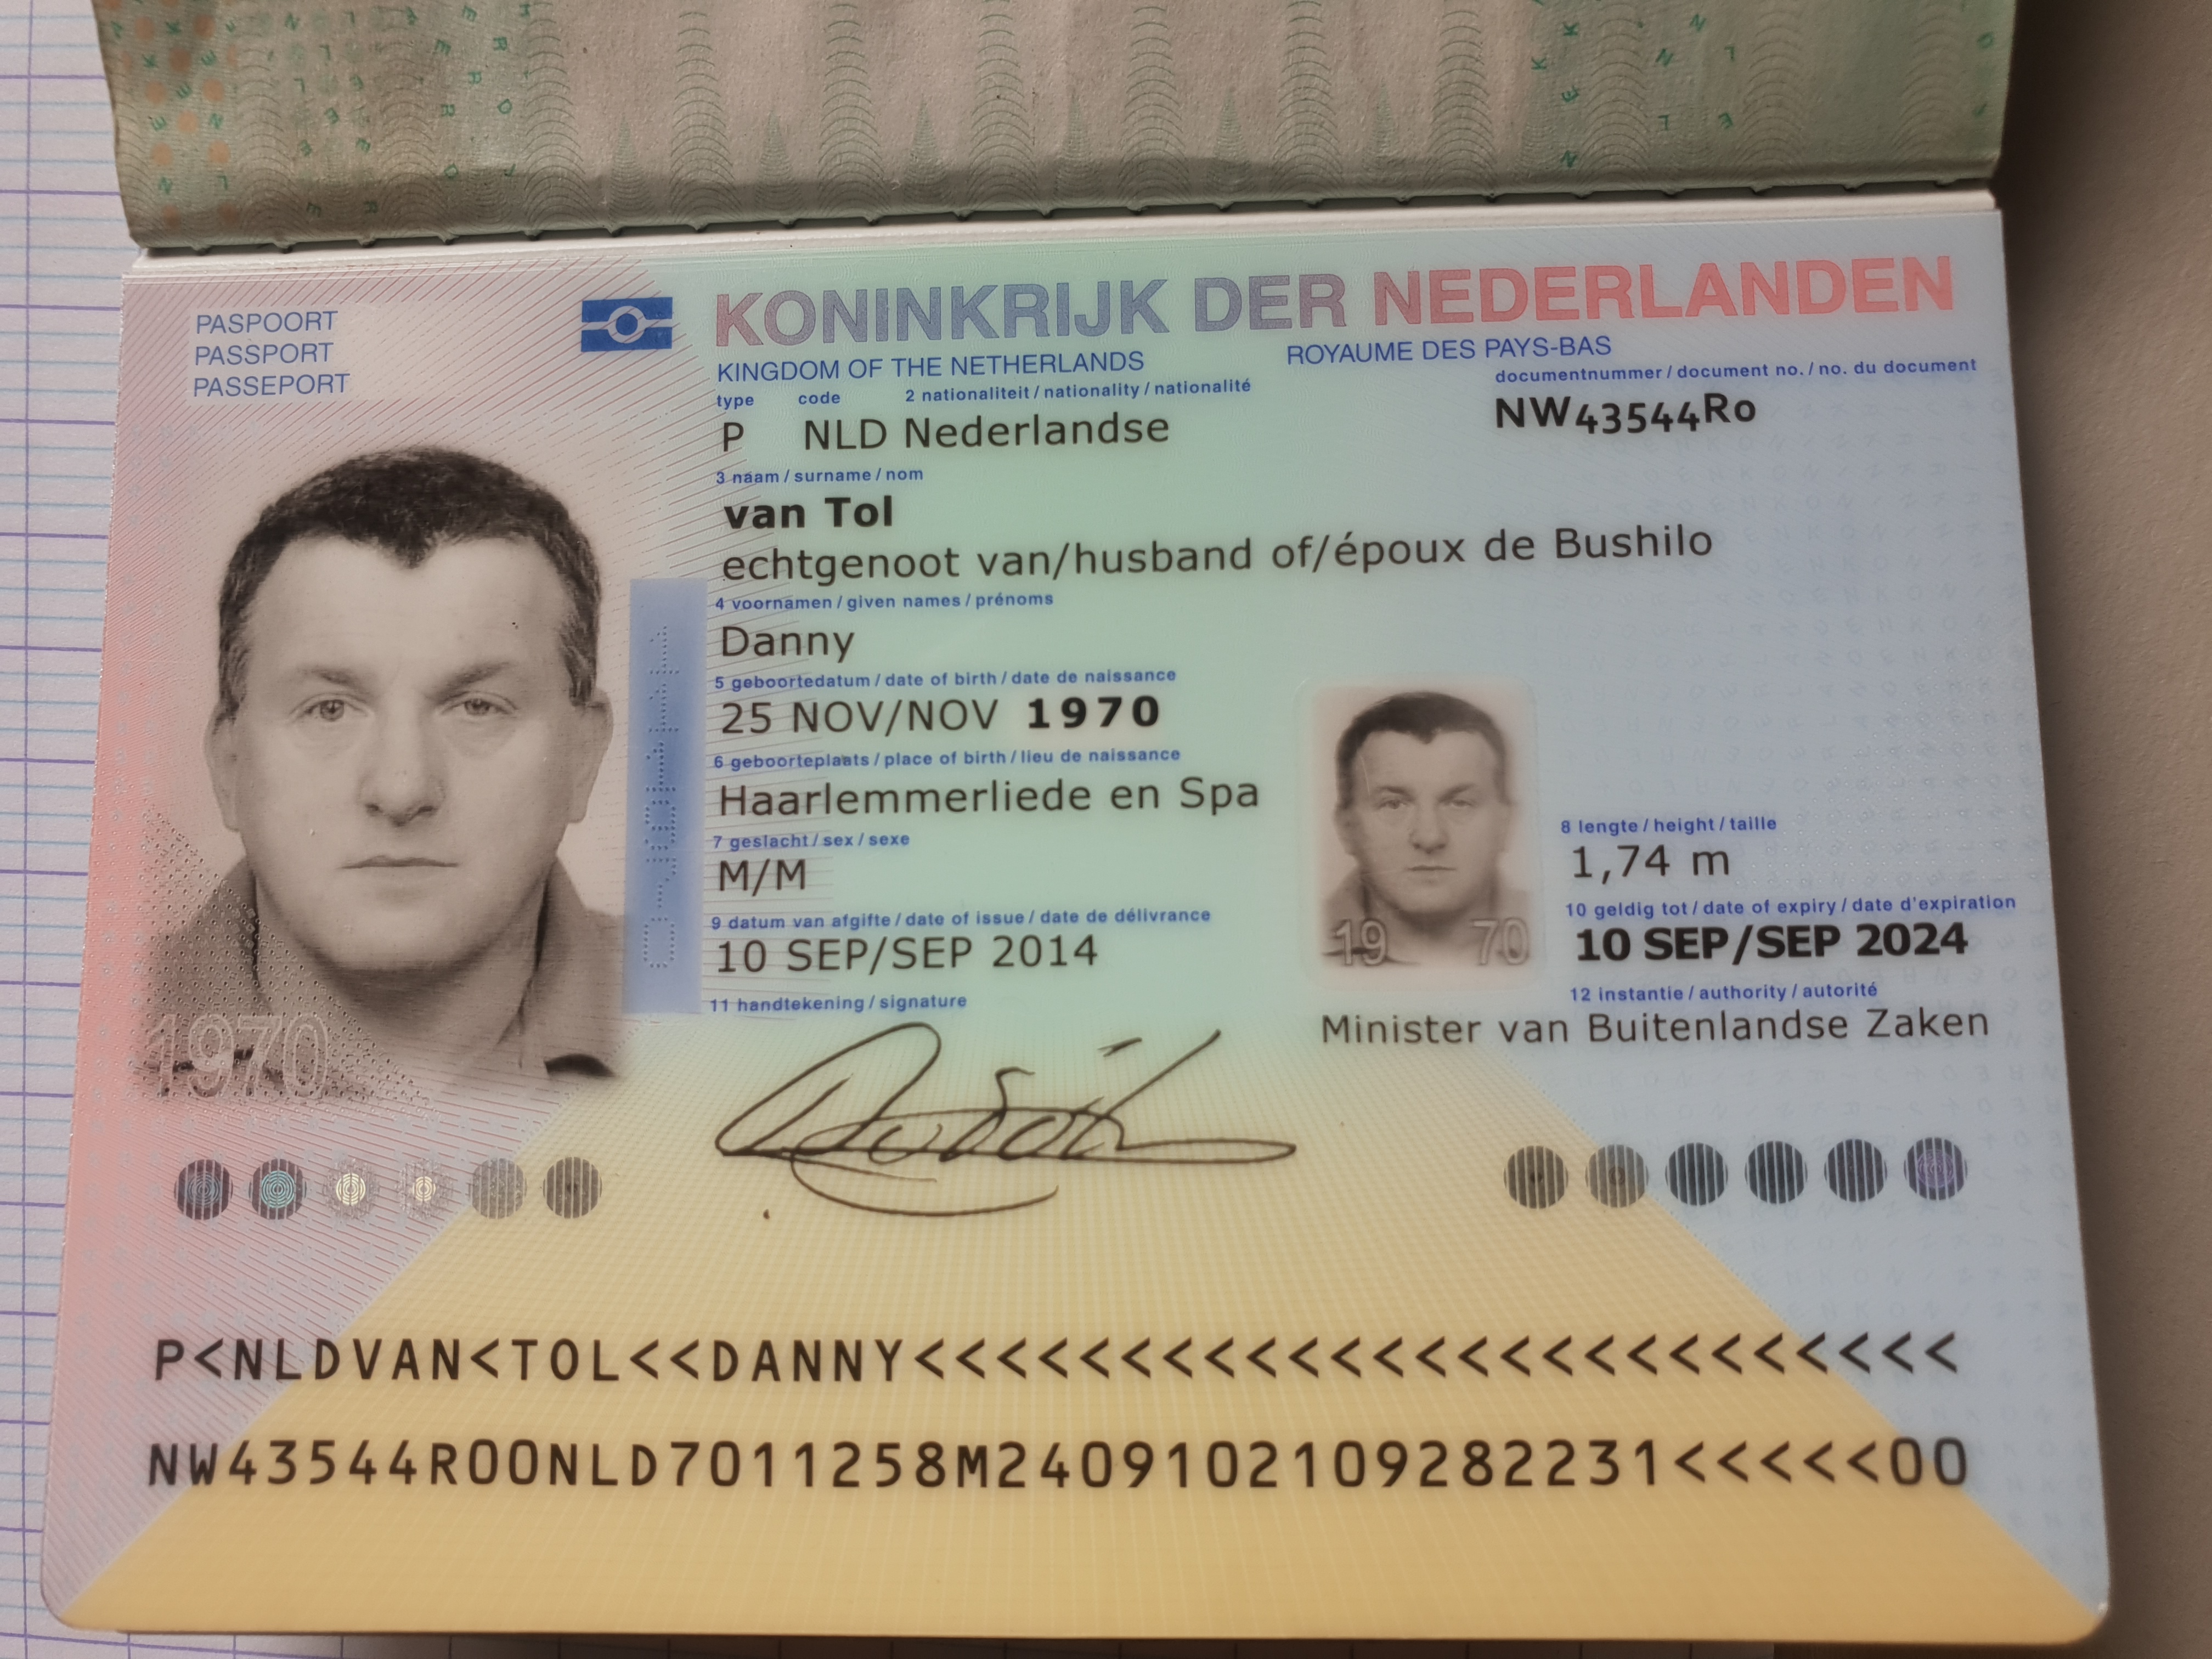 PASPOORT
PASSPORT
PASSEPORT
KONINKRIJK DER NEDERLANDEN
KINGDOM OF THE NETHERLANDS ROYAUME DES PAYS-BAS
type code 2 nationaliteit / nationality / nationalité documentnummer / document no. / no. du document
P NLD Nederlandse NW43544Ro
3 naam / surname / nom
van Tol
echtgenoot van/husband of/époux de Bushilo
4 voornamen / given names / prénoms
Danny
5 geboortedatum / date of birth / date de naissance
25 NOV/NOV 1970
6 geboorteplaats / place of birth / lieu de naissance
Haarlemmerliede en Spa
7 geslacht / sex / sexe 8 lengte / height / taille
M/M 1,74 m
9 datum van afgifte / date of issue / date de délivrance 10 geldig tot / date of expiry / date d'expiration
10 SEP/SEP 2014 10 SEP/SEP 2024
11 handtekening / signature 12 instantie / authority / autorité
Minister van Buitenlandse Zaken
1970
19 70
P<NLDVAN<TOL<<DANNY<<<<<<<<<<<<<<<<<<<<<<<<<
NW43544R00NLD7011258M2409102109282231<<<<<00